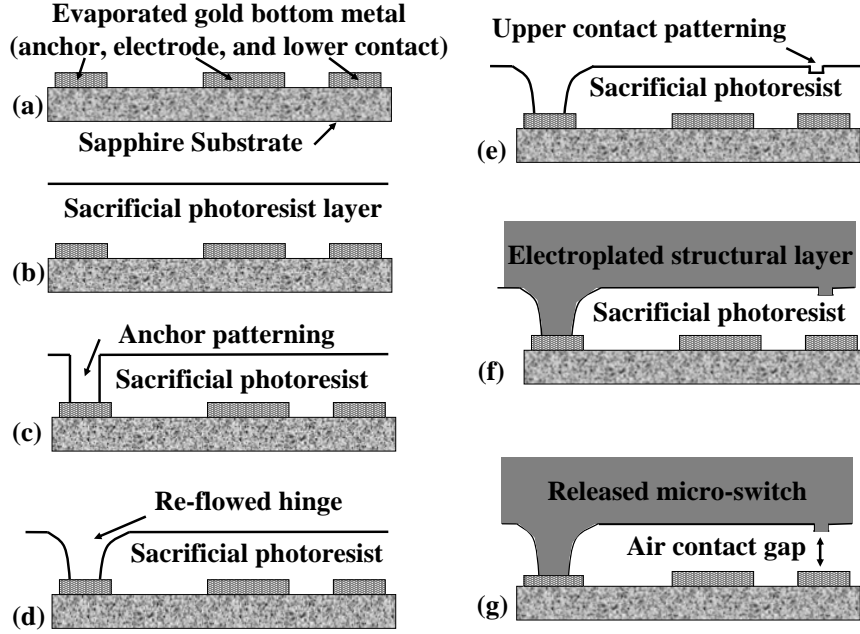 Evaporated gold bottom metal
(anchor, electrode, and lower contact)
(a)
Sapphire Substrate
Sacrificial photoresist layer
(b)
Anchor patterning
Sacrificial photoresist
(c)
Re-flowed hinge
Sacrificial photoresist
(d)
Upper contact patterning
Sacrificial photoresist
(e)
Electroplated structural layer
Sacrificial photoresist
(f)
Released micro-switch
Air contact gap
(g)